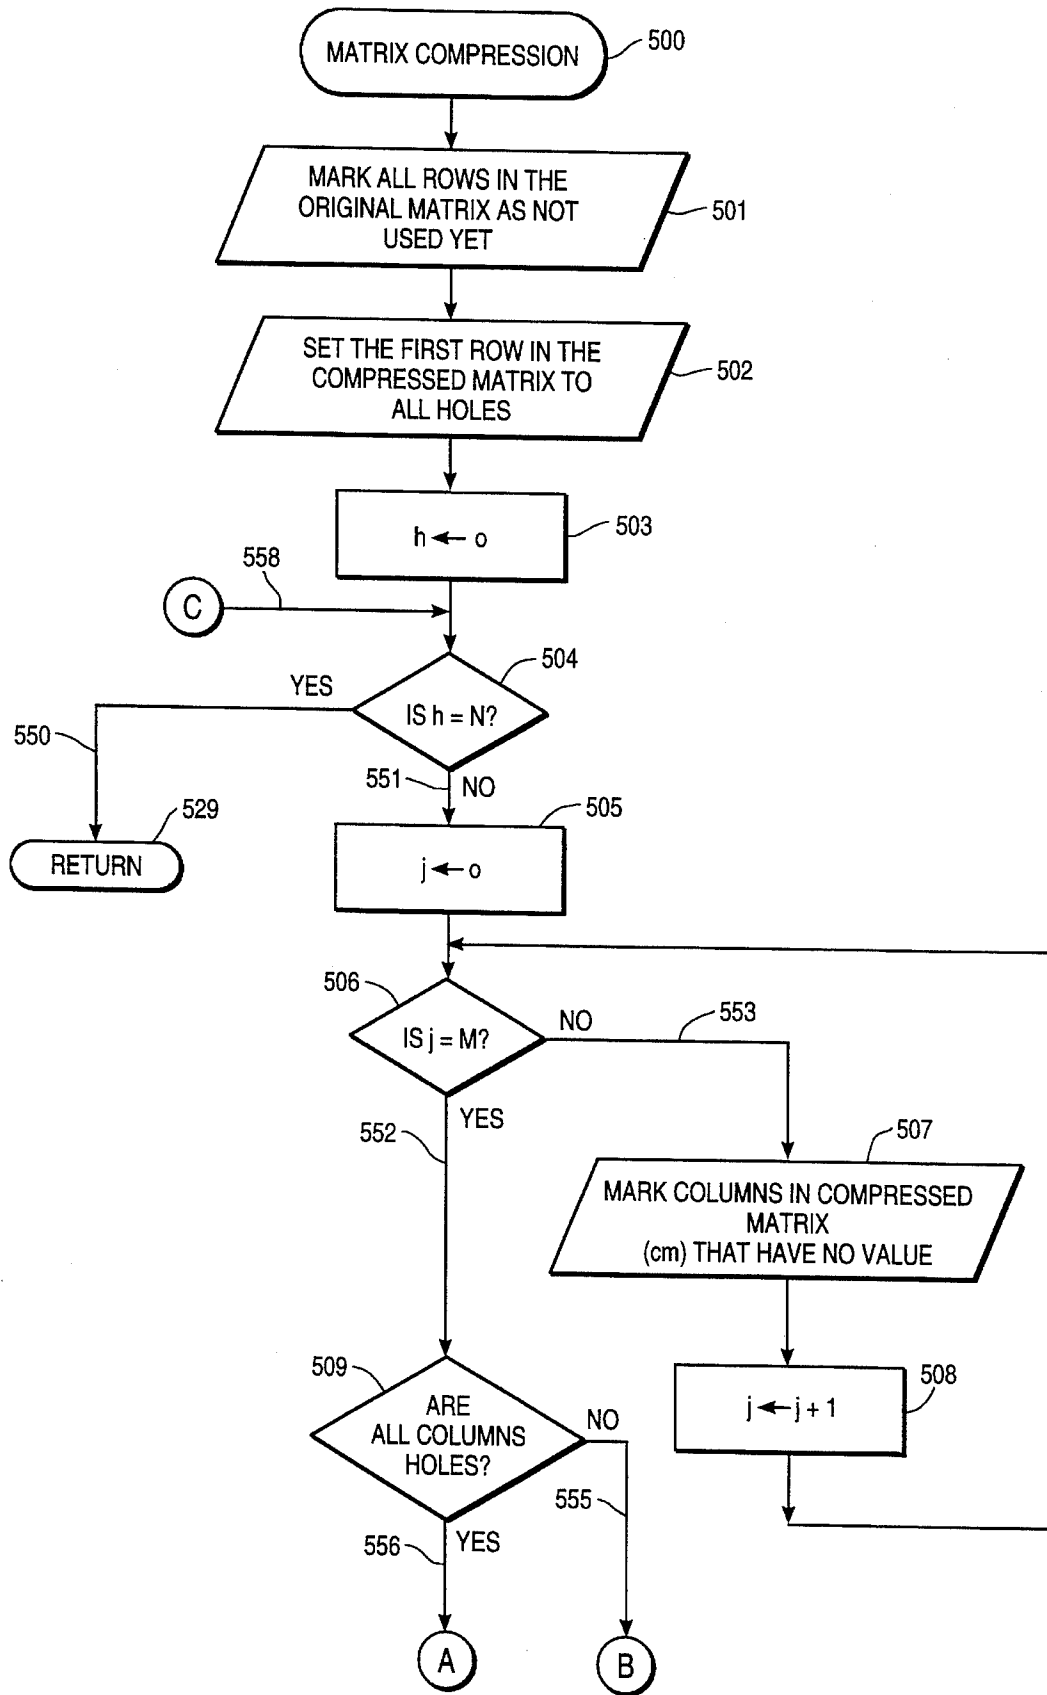 MATRIX COMPRESSION
500
MARK ALL ROWS IN THE
ORIGINAL MATRIX AS NOT
USED YET
501
SET THE FIRST ROW IN THE
COMPRESSED MATRIX TO
ALL HOLES
502
h ← o
503
558
C
504
YES
IS h = N?
550
551
NO
529
RETURN
505
j ← o
506
IS j = M?
NO
553
YES
552
507
MARK COLUMNS IN COMPRESSED
MATRIX
(cm) THAT HAVE NO VALUE
508
j ← j + 1
509
ARE
ALL COLUMNS
HOLES?
NO
555
YES
556
A
B